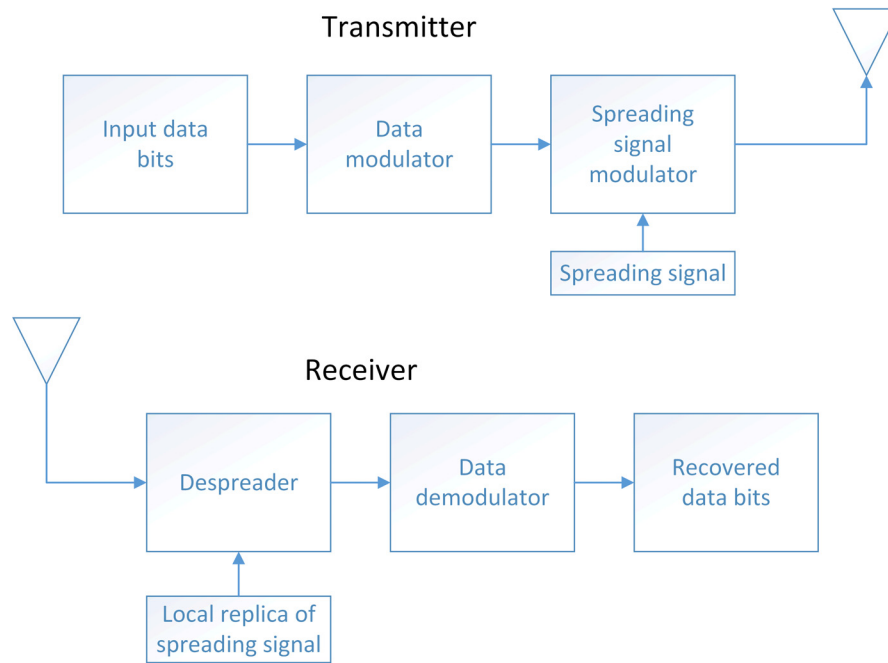 Transmitter
Input data
bits
Data
modulator
Spreading
signal
modulator
Spreading signal
Receiver
Despreader
Data
demodulator
Recovered
data bits
Local replica of
spreading signal